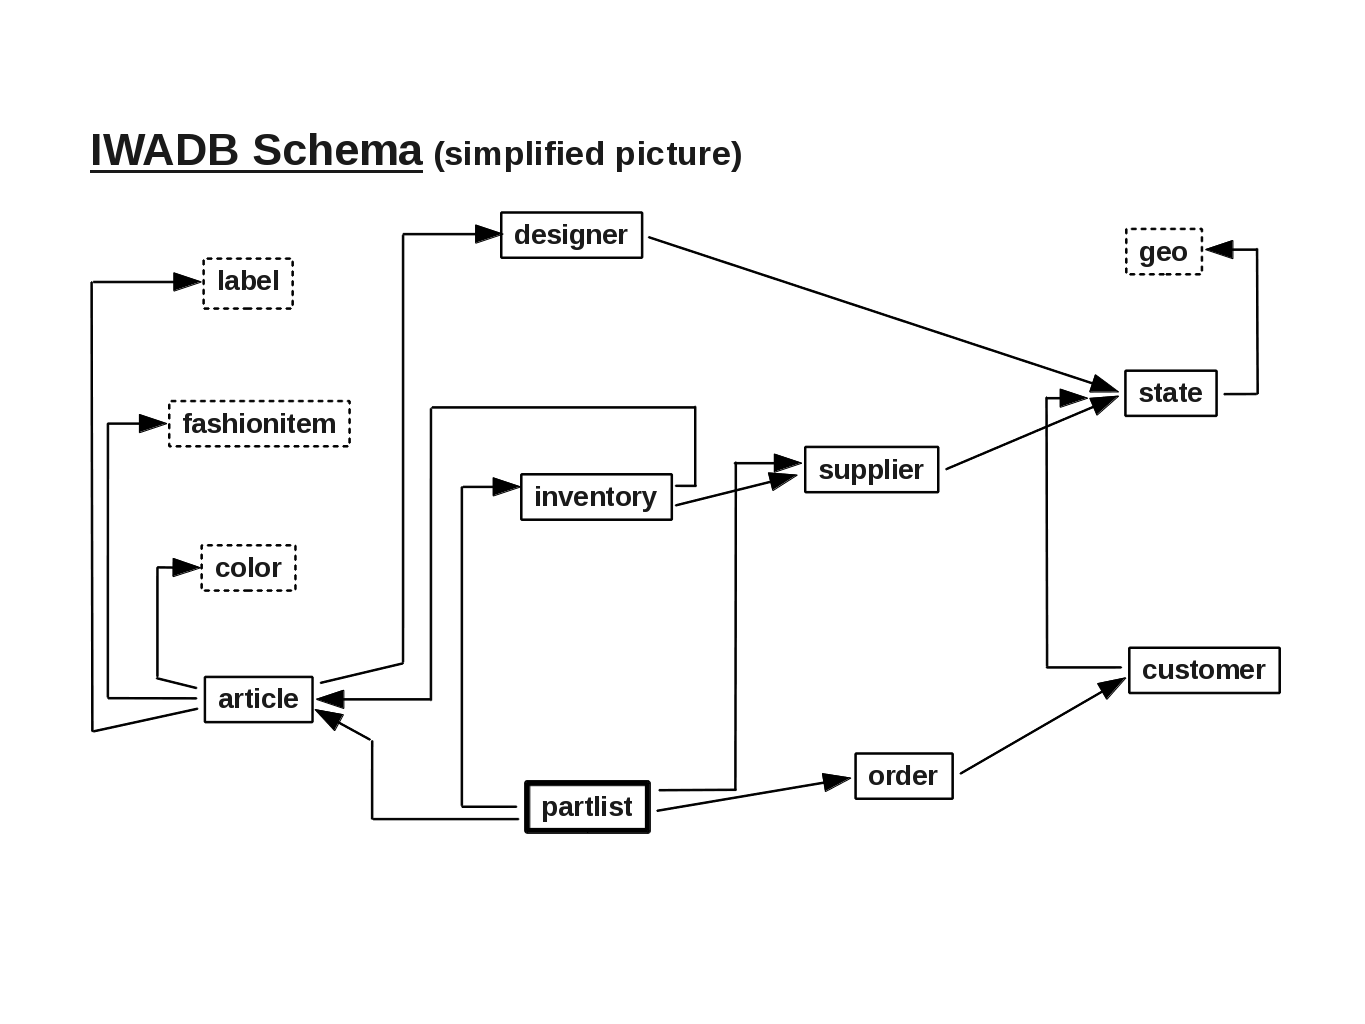 IWADB Schema (simplified picture)
designer
geo
label
state
fashionitem
supplier
inventory
color
customer
article
order
partlist